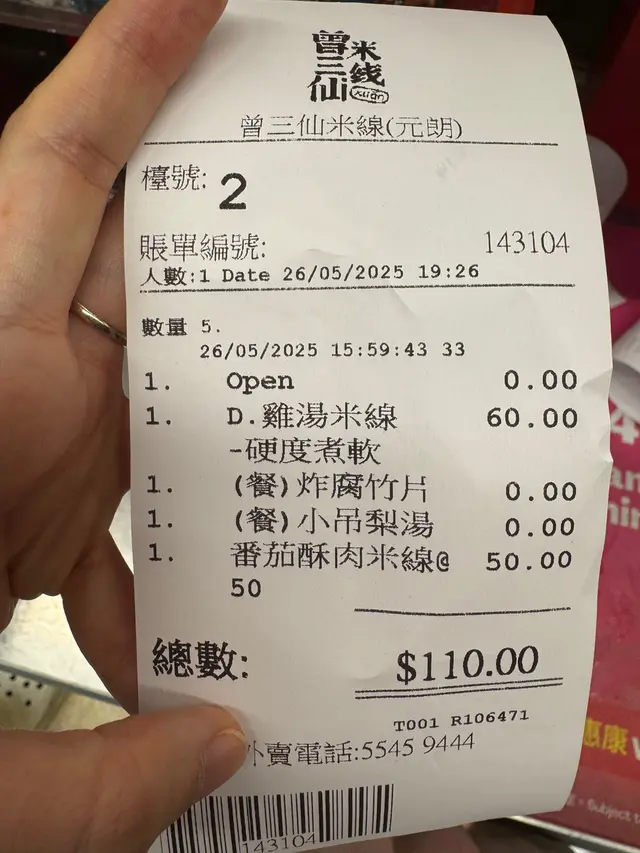 曾三仙
米线
xian
曾三仙米線(元朗)
檯號: 2
賬單編號: 143104
人數:1 Date 26/05/2025 19:26
數量 5.
26/05/2025 15:59:43 33
1. Open 0.00
1. D.雞湯米線 60.00
-硬度煮軟
1. (餐)炸腐竹片 0.00
1. (餐)小吊梨湯 0.00
1. 番茄酥肉米線@ 50.00
50
總數: $110.00
T001 R106471
外賣電話:5545 9444
143104
惠康
Subject t